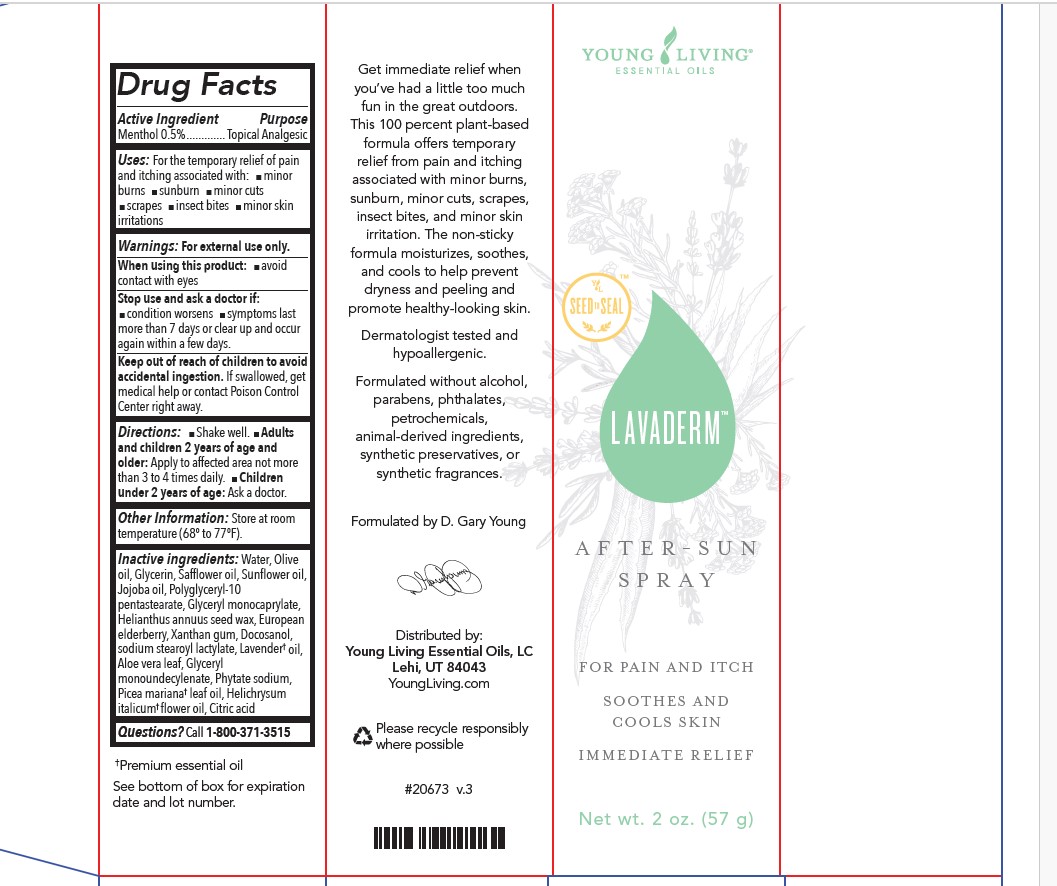 Drug Facts
Active Ingredient Purpose
Menthol 0.5%............. Topical Analgesic
Uses: For the temporary relief of pain
and itching associated with: ▪ minor
burns ▪ sunburn ▪ minor cuts
▪ scrapes ▪ insect bites ▪ minor skin
irritations
Warnings: For external use only.
When using this product: ▪ avoid
contact with eyes
Stop use and ask a doctor if:
▪ condition worsens ▪ symptoms last
more than 7 days or clear up and occur
again within a few days.
Keep out of reach of children to avoid
accidental ingestion. If swallowed, get
medical help or contact Poison Control
Center right away.
Directions: ▪ Shake well. ▪ Adults
and children 2 years of age and
older: Apply to affected area not more
than 3 to 4 times daily. ▪ Children
under 2 years of age: Ask a doctor.
Other Information: Store at room
temperature (68º to 77ºF).
Inactive ingredients: Water, Olive
oil, Glycerin, Safflower oil, Sunflower oil,
Jojoba oil, Polyglyceryl-10
pentastearate, Glyceryl monocaprylate,
Helianthus annuus seed wax, European
elderberry, Xanthan gum, Docosanol,
sodium stearoyl lactylate, Lavender† oil,
Aloe vera leaf, Glyceryl
monoundecylenate, Phytate sodium,
Picea mariana† leaf oil, Helichrysum
italicum† flower oil, Citric acid
Questions? Call 1-800-371-3515
†Premium essential oil
See bottom of box for expiration
date and lot number.
Get immediate relief when
you've had a little too much
fun in the great outdoors.
This 100 percent plant-based
formula offers temporary
relief from pain and itching
associated with minor burns,
sunburn, minor cuts, scrapes,
insect bites, and minor skin
irritation. The non-sticky
formula moisturizes, soothes,
and cools to help prevent
dryness and peeling and
promote healthy-looking skin.
Dermatologist tested and
hypoallergenic.
Formulated without alcohol,
parabens, phthalates,
petrochemicals,
animal-derived ingredients,
synthetic preservatives, or
synthetic fragrances.
Formulated by D. Gary Young
Distributed by:
Young Living Essential Oils, LC
Lehi, UT 84043
YoungLiving.com
Please recycle responsibly
where possible
#20673 v.3
YOUNG LIVING®
ESSENTIAL OILS
SEED TO SEAL™
LAVADERM™
AFTER-SUN
SPRAY
FOR PAIN AND ITCH
SOOTHES AND
COOLS SKIN
IMMEDIATE RELIEF
Net wt. 2 oz. (57 g)